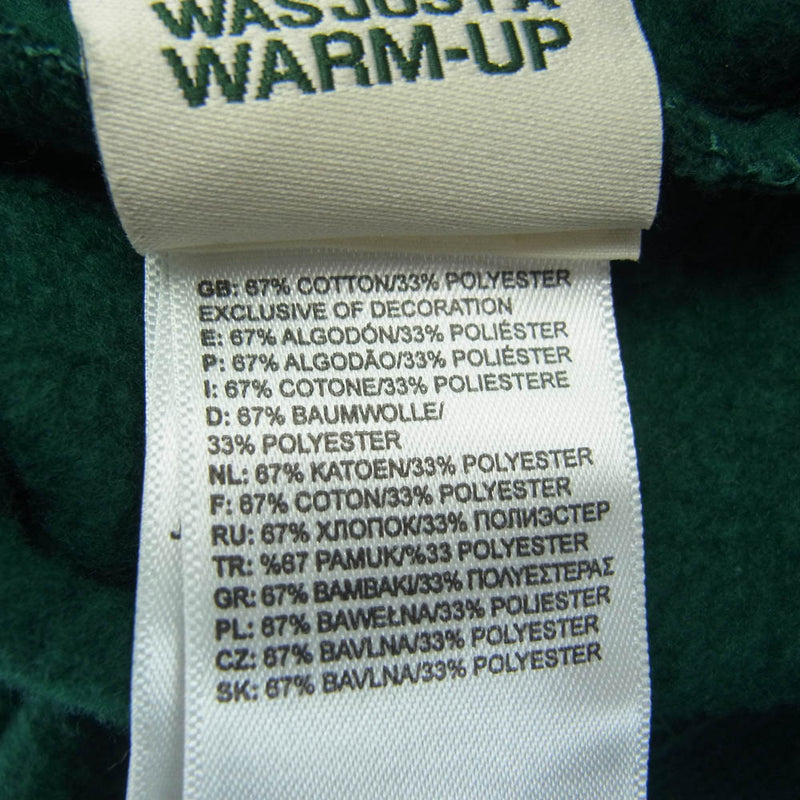 WAS JUST A
WARM-UP
GB: 67% COTTON/33% POLYESTER
EXCLUSIVE OF DECORATION
E: 67% ALGODÓN/33% POLIÉSTER
P: 67% ALGODÃO/33% POLIÉSTER
I: 67% COTONE/33% POLIESTERE
D: 67% BAUMWOLLE/
33% POLYESTER
NL: 67% KATOEN/33% POLYESTER
F: 67% COTON/33% POLYESTER
RU: 67% ХЛОПОК/33% ПОЛИЭСТЕР
TR: %67 PAMUK/%33 POLYESTER
GR: 67% ΒΑΜΒΑΚΙ/33% ΠΟΛΥΕΣΤΕΡΑΣ
PL: 67% BAWEŁNA/33% POLIESTER
CZ: 67% BAVLNA/33% POLYESTER
SK: 67% BAVLNA/33% POLYESTER